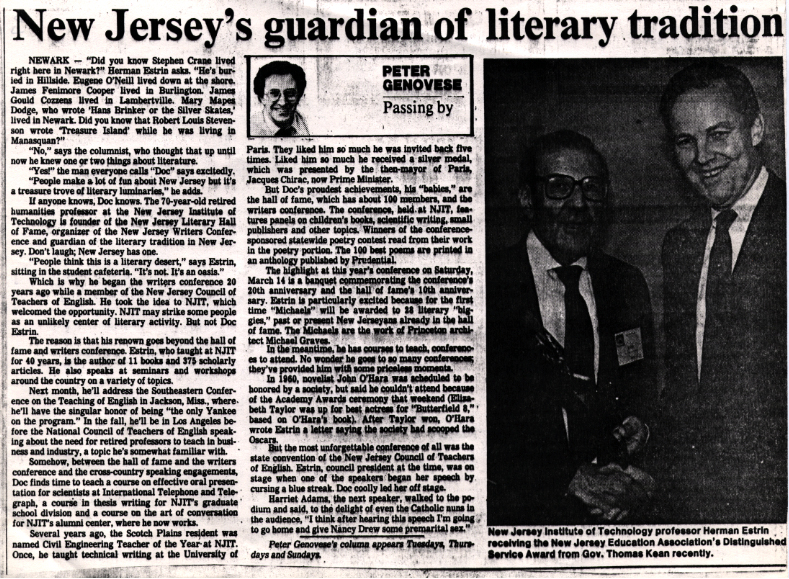 New Jersey's guardian of literary tradition
NEWARK — "Did you know Stephen Crane lived
right here in Newark?" Herman Estrin asks. "He's bur-
ied in Hillside. Eugene O'Neill lived down at the shore.
James Fenimore Cooper lived in Burlington. James
Gould Cozzens lived in Lambertville. Mary Mapes
Dodge, who wrote 'Hans Brinker or the Silver Skates,'
lived in Newark. Did you know that Robert Louis Steven-
son wrote 'Treasure Island' while he was living in
Manasquan?"
"No," says the columnist, who thought that up until
now he knew one or two things about literature.
"Yes!" the man everyone calls "Doc" says excitedly.
"People make a lot of fun about New Jersey but it's
a treasure trove of literary luminaries," he adds.
If anyone knows, Doc knows. The 70-year-old retired
humanities professor at the New Jersey Institute of
Technology is founder of the New Jersey Literary Hall
of Fame, organizer of the New Jersey Writers Confer-
ence and guardian of the literary tradition in New Jer-
sey. Don't laugh; New Jersey has one.
"People think this is a literary desert," says Estrin,
sitting in the student cafeteria. "It's not. It's an oasis."
Which is why he began the writers conference 20
years ago while a member of the New Jersey Council of
Teachers of English. He took the idea to NJIT, which
welcomed the opportunity. NJIT may strike some people
as an unlikely center of literary activity. But not Doc
Estrin.
The reason is that his renown goes beyond the hall of
fame and writers conference. Estrin, who taught at NJIT
for 40 years, is the author of 11 books and 375 scholarly
articles. He also speaks at seminars and workshops
around the country on a variety of topics.
Next month, he'll address the Southeastern Confer-
ence on the Teaching of English in Jackson, Miss., where
he'll have the singular honor of being "the only Yankee
on the program." In the fall, he'll be in Los Angeles be-
fore the National Council of Teachers of English speak-
ing about the need for retired professors to teach in busi-
ness and industry, a topic he's somewhat familiar with.
Somehow, between the hall of fame and the writers
conference and the cross-country speaking engagements,
Doc finds time to teach a course on effective oral presen-
tation for scientists at International Telephone and Tele-
graph, a course in thesis writing for NJIT's graduate
school division and a course on the art of conversation
for NJIT's alumni center, where he now works.
Several years ago, the Scotch Plains resident was
named Civil Engineering Teacher of the Year at NJIT.
Once, he taught technical writing at the University of
PETER
GENOVESE
Passing by
Paris. They liked him so much he was invited back five
times. Liked him so much he received a silver medal,
which was presented by the then-mayor of Paris,
Jacques Chirac, now Prime Minister.
But Doc's proudest achievements, his "babies," are
the hall of fame, which has about 100 members, and the
writers conference. The conference, held at NJIT, fea-
tures panels on children's books, scientific writing, small
publishers and other topics. Winners of the conference-
sponsored statewide poetry contest read from their work
in the poetry portion. The 100 best poems are printed in
an anthology published by Prudential.
The highlight at this year's conference on Saturday,
March 14 is a banquet commemorating the conference's
20th anniversary and the hall of fame's 10th anniver-
sary. Estrin is particularly excited because for the first
time "Michaels" will be awarded to 28 literary "big-
gies," past or present New Jerseyans already in the hall
of fame. The Michaels are the work of Princeton archi-
tect Michael Graves.
In the meantime, he has courses to teach, conferenc-
es to attend. No wonder he goes to so many conferences;
they've provided him with some priceless moments.
In 1960, novelist John O'Hara was scheduled to be
honored by a society, but said he couldn't attend because
of the Academy Awards ceremony that weekend (Eliza-
beth Taylor was up for best actress for "Butterfield 8,"
based on O'Hara's book). After Taylor won, O'Hara
wrote Estrin a letter saying the society had scooped the
Oscars.
But the most unforgettable conference of all was the
state convention of the New Jersey Council of Teachers
of English. Estrin, council president at the time, was on
stage when one of the speakers began her speech by
cursing a blue streak. Doc coolly led her off stage.
Harriet Adams, the next speaker, walked to the po-
dium and said, to the delight of even the Catholic nuns in
the audience, "I think after hearing this speech I'm going
to go home and give Nancy Drew some premarital sex."
Peter Genovese's column appears Tuesdays, Thurs-
days and Sundays.
New Jersey Institute of Technology professor Herman Estrin
receiving the New Jersey Education Association's Distinguished
Service Award from Gov. Thomas Kean recently.